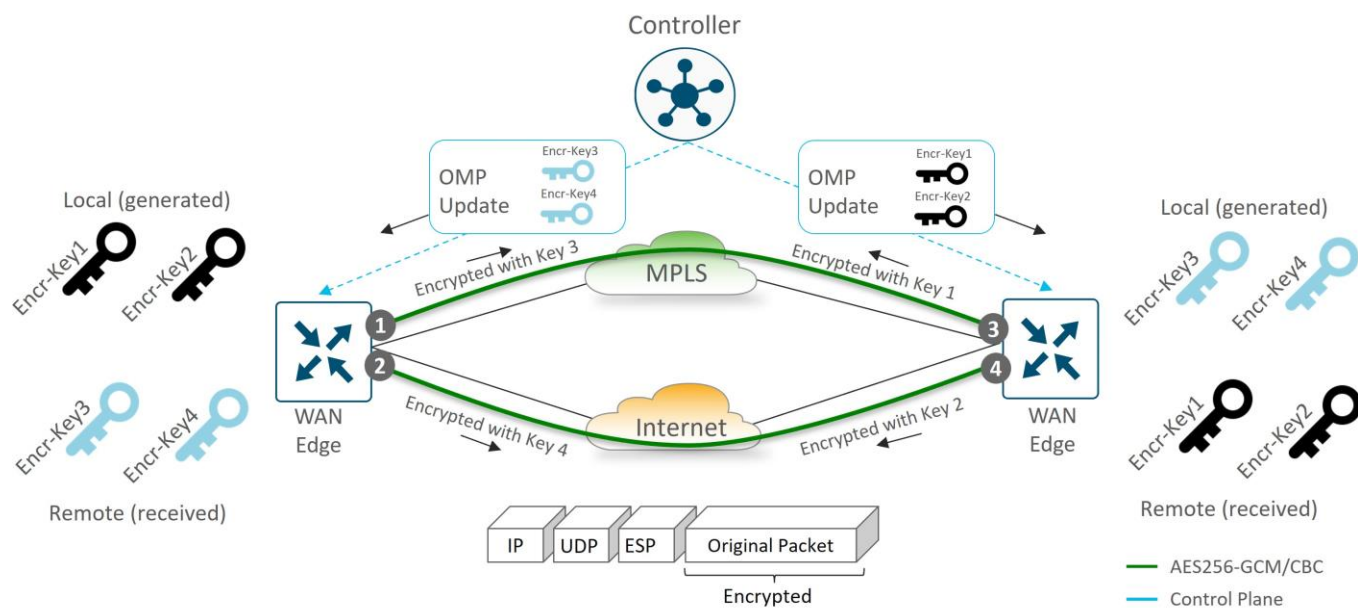 Controller
Encr-Key3
OMP
Update
Encr-Key4
Encr-Key1
OMP
Update
Encr-Key2
Local (generated)
Encr-Key1
Encr-Key2
Local (generated)
Encr-Key3
Encr-Key4
Encrypted with Key 3
MPLS
Encrypted with Key 1
1
2
3
4
WAN
Edge
WAN
Edge
Encr-Key3
Encr-Key4
Remote (received)
Encrypted with Key 4
Internet
Encrypted with Key 2
Encr-Key1
Encr-Key2
Remote (received)
IP
UDP
ESP
Original Packet
Encrypted
AES256-GCM/CBC
Control Plane